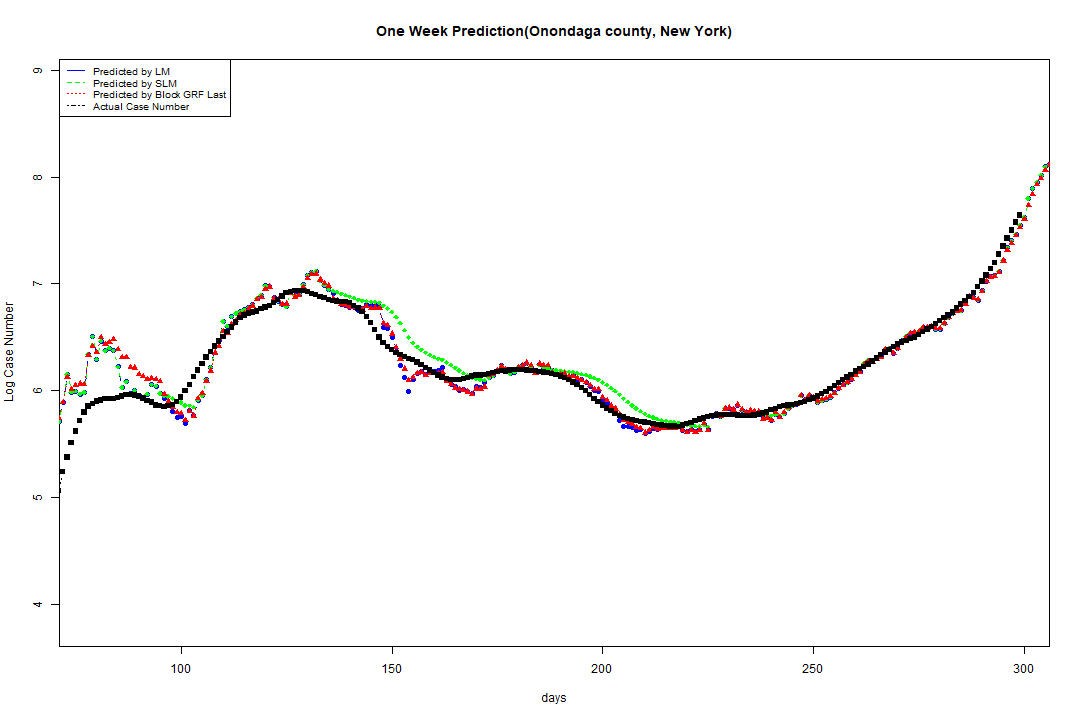 One Week Prediction(Onondaga county, New York)
Predicted by LM
Predicted by SLM
Predicted by Block GRF Last
Actual Case Number
9
8
7
6
5
4
Log Case Number
100 150 200 250 300
days